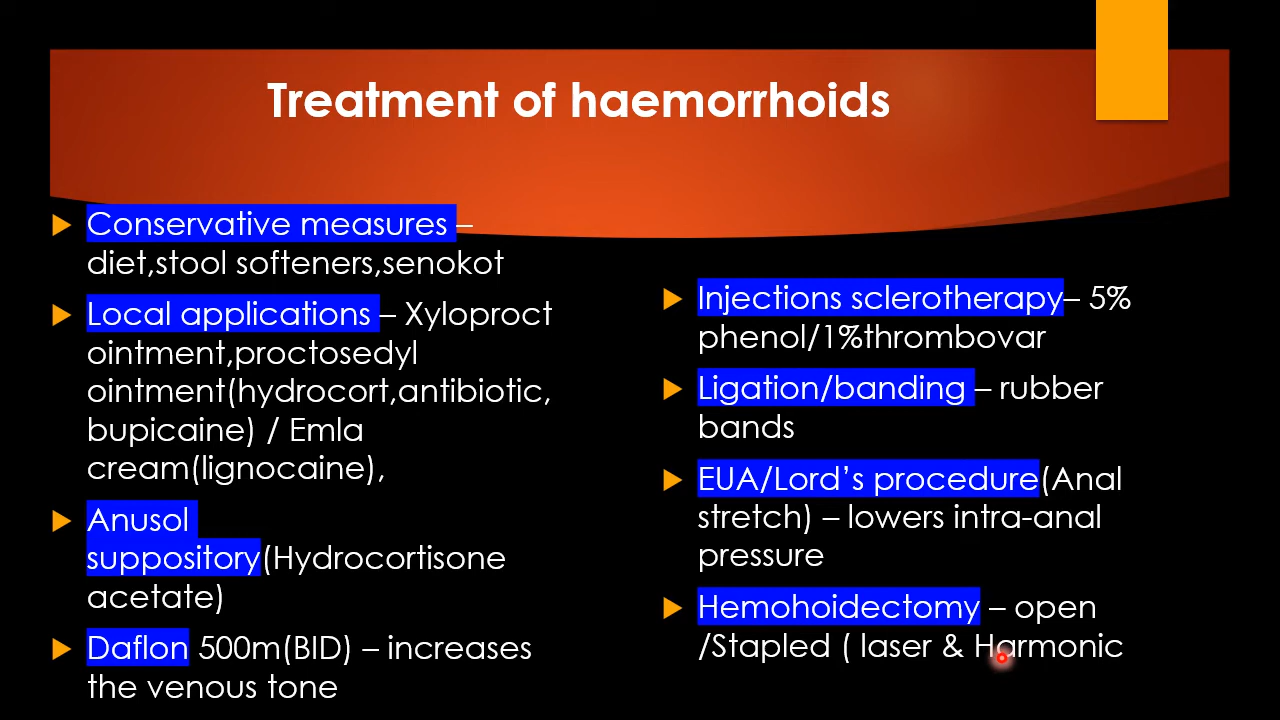 Treatment of haemorrhoids
Conservative measures –
diet,stool softeners,senokot
Local applications – Xyloproct
ointment,proctosedyl
ointment(hydrocort,antibiotic,
bupicaine) / Emla
cream(lignocaine),
Anusol
suppository(Hydrocortisone
acetate)
Daflon 500m(BID) – increases
the venous tone
Injections sclerotherapy– 5%
phenol/1%thrombovar
Ligation/banding – rubber
bands
EUA/Lord’s procedure(Anal
stretch) – lowers intra-anal
pressure
Hemohoidectomy – open
/Stapled ( laser & Harmonic